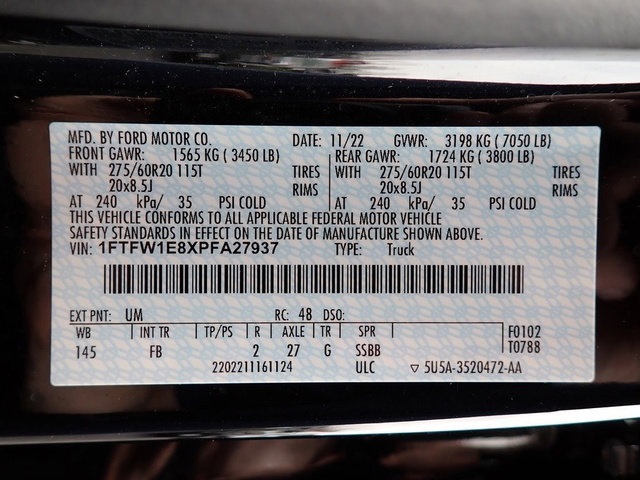 MFD. BY FORD MOTOR CO. DATE: 11/22 GVWR: 3198 KG ( 7050 LB)
FRONT GAWR: 1565 KG ( 3450 LB) REAR GAWR: 1724 KG ( 3800 LB)
WITH 275/60R20 115T TIRES WITH 275/60R20 115T TIRES
20x8.5J RIMS 20x8.5J RIMS
AT 240 kPa/ 35 PSI COLD AT 240 kPa/ 35 PSI COLD
THIS VEHICLE CONFORMS TO ALL APPLICABLE FEDERAL MOTOR VEHICLE
SAFETY STANDARDS IN EFFECT ON THE DATE OF MANUFACTURE SHOWN ABOVE.
VIN: 1FTFW1E8XPFA27937 TYPE: Truck
EXT PNT: UM RC: 48 DSO:
WB INT TR TP/PS R AXLE TR SPR F0102
145 FB 2 27 G SSBB T0788
2202211161124 ULC ▽ 5U5A-3520472-AA